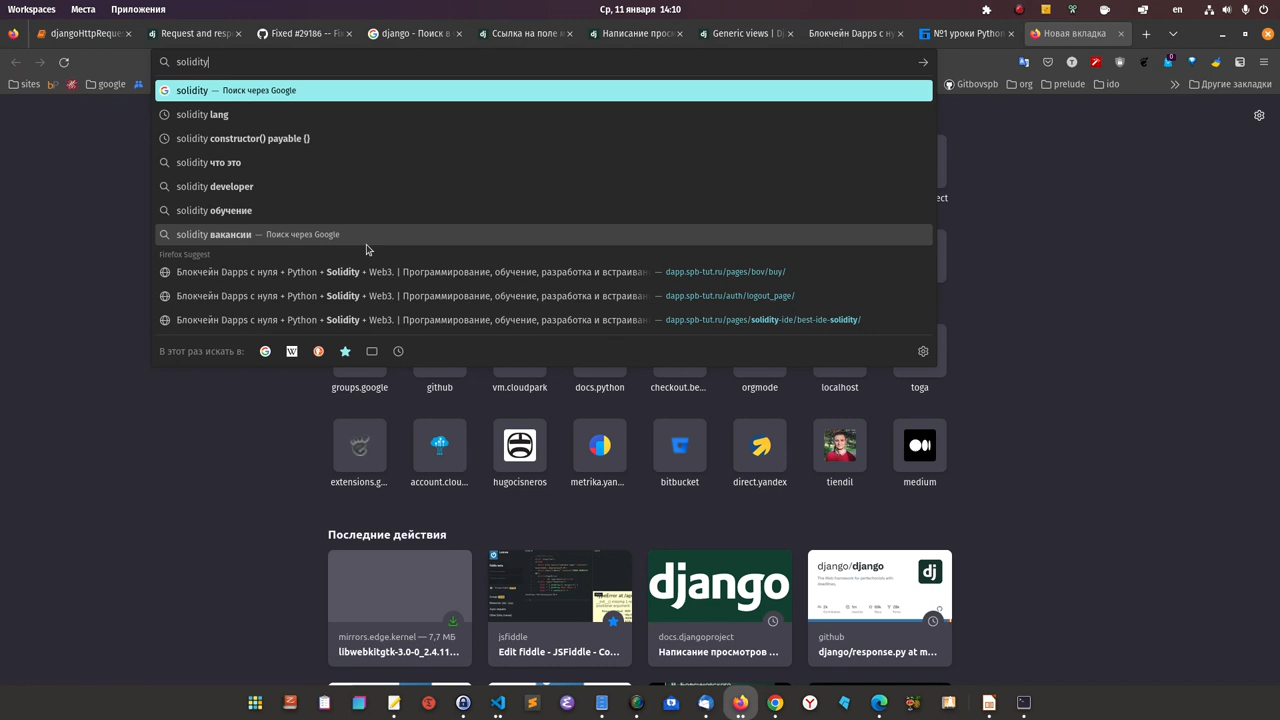 Workspaces Места Приложения Ср, 11 января 14:10 en
djangoHttpReque: Request and resp Fixed #29186 -- Fix django - Поиск в Ссылка на поле м Написание просм Generic views | Dj Блокчейн Dapps с ну №1 уроки Python Новая вкладка
solidity
sites bP google Gitbovspb org prelude ido Другие закладки
solidity — Поиск через Google
solidity lang
solidity constructor() payable {}
solidity что это
solidity developer
solidity обучение
solidity вакансии — Поиск через Google
Firefox Suggest
Блокчейн Dapps с нуля + Python + Solidity + Web3. | Программирование, обучение, разработка и встраиван — dapp.spb-tut.ru/pages/bov/buy/
Блокчейн Dapps с нуля + Python + Solidity + Web3. | Программирование, обучение, разработка и встраиван — dapp.spb-tut.ru/auth/logout_page/
Блокчейн Dapps с нуля + Python + Solidity + Web3. | Программирование, обучение, разработка и встраиван — dapp.spb-tut.ru/pages/solidity-ide/best-ide-solidity/
В этот раз искать в:
groups.google github vm.cloudpark docs.python checkout.be... orgmode localhost toga
extensions.g... account.clou... hugocisneros metrika.yan... bitbucket direct.yandex tiendil medium
Последние действия
django
django/django
mirrors.edge.kernel — 7,7 МБ jsfiddle docs.djangoproject github
libwebkitgtk-3.0-0_2.4.11... Edit fiddle - JSFiddle - Co... Написание просмотров ... django/response.py at m...